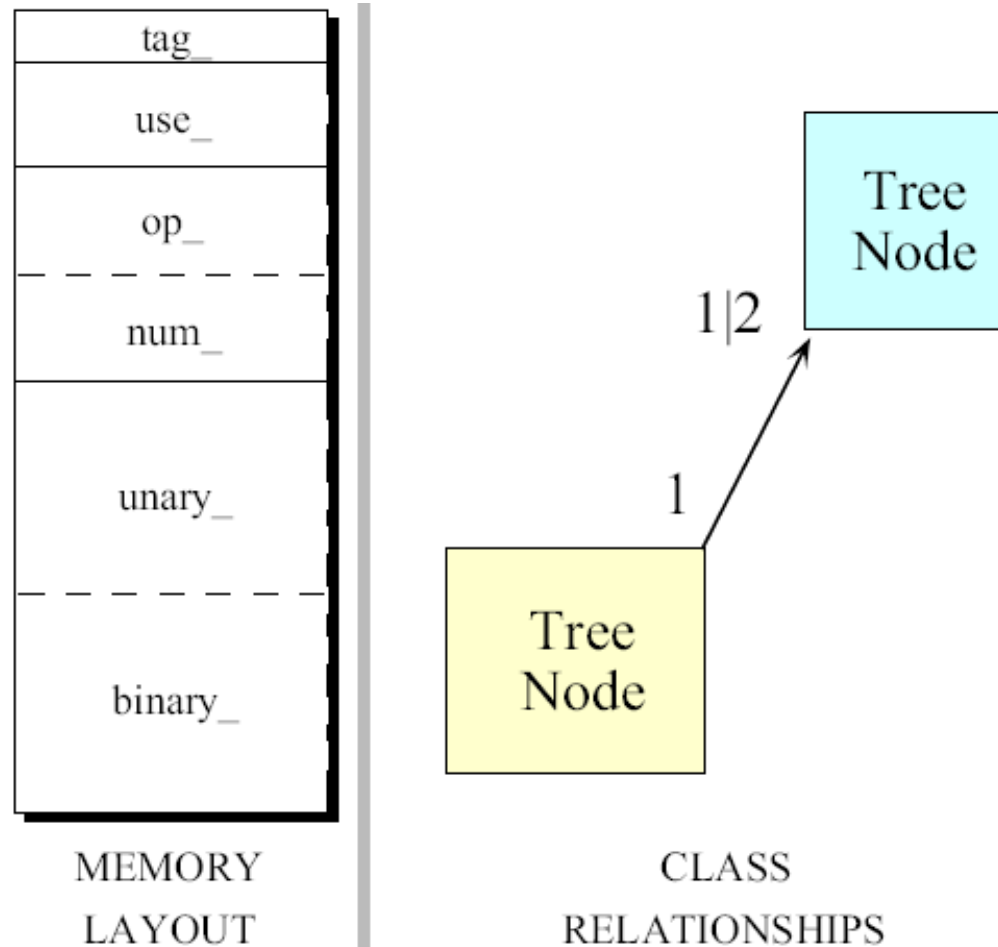 tag_
use_
op_
num_
unary_
binary_
MEMORY
LAYOUT
Tree
Node
1|2
1
Tree
Node
CLASS
RELATIONSHIPS